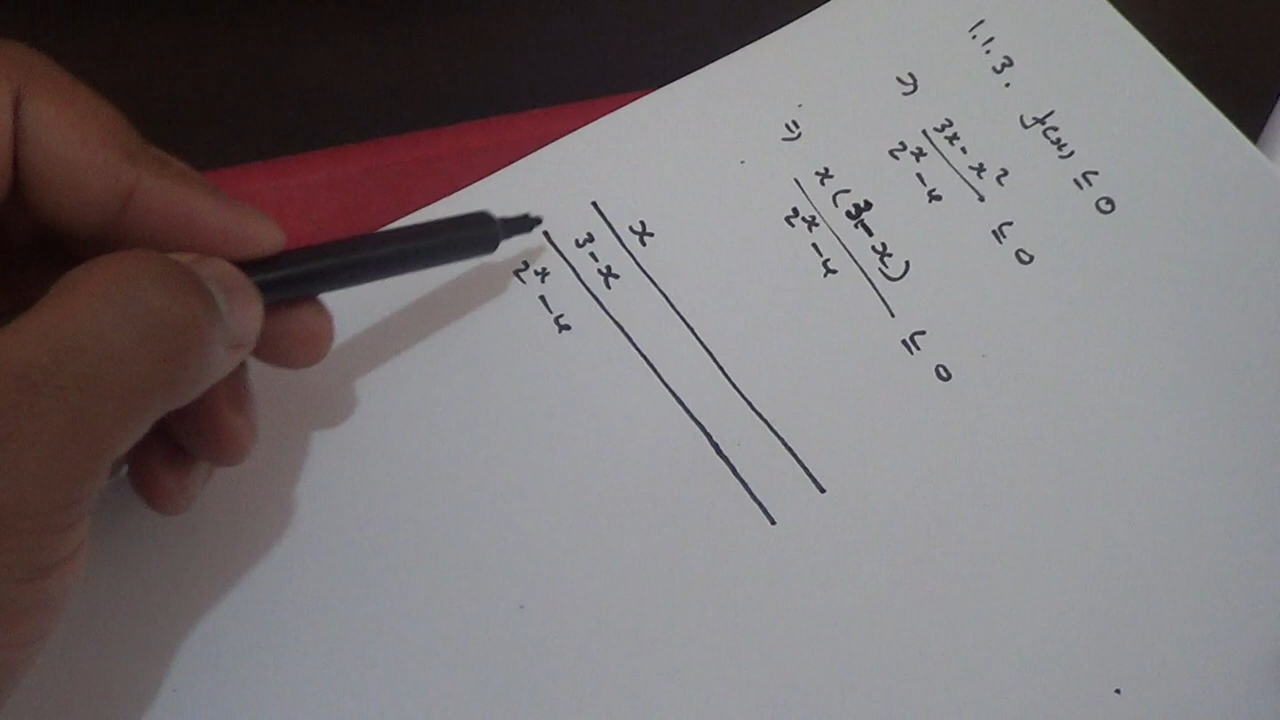 1.1.3. f(x) ≤ 0
⇒ (3x - x²)/(2ˣ - 4) ≤ 0
⇒ x(3 - x)/(2ˣ - 4) ≤ 0
x
3 - x
2ˣ - 4